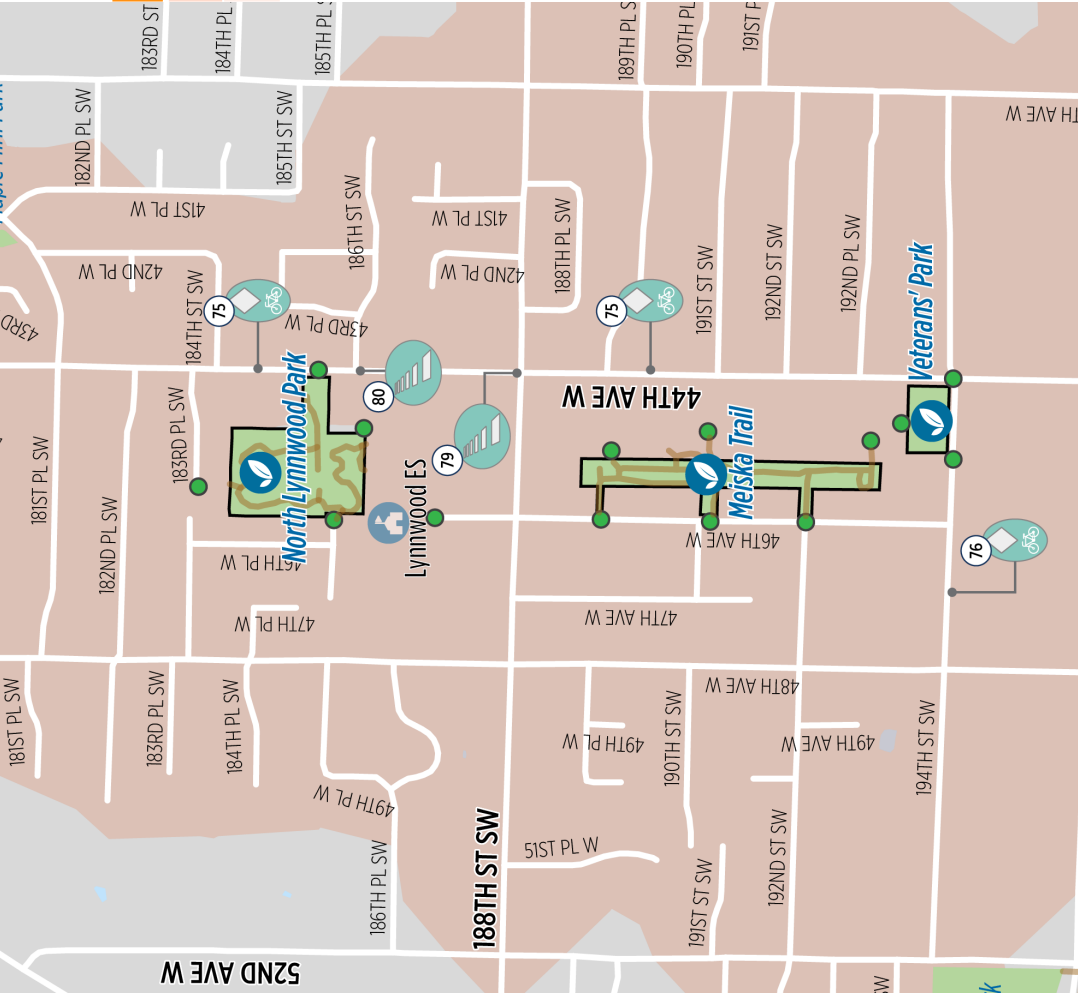 183RD ST
184TH PL
185TH PL S
189TH PL S
190TH PL
191ST P
182ND PL SW
185TH ST SW
TH AVE W
41ST PL W
186TH ST SW
41ST PL W
188TH PL SW
191ST ST SW
192ND ST SW
192ND PL SW
Veterans' Park
42ND PL W
42ND PL W
184TH ST SW
75
43RD PL W
75
43RD
44TH AVE W
80
79
183RD PL SW
North Lynnwood Park
Lynnwood ES
Meiska Trail
181ST PL SW
182ND PL SW
46TH PL W
46TH AVE W
76
47TH PL W
47TH AVE W
181ST PL SW
183RD PL SW
184TH PL SW
48TH AVE W
190TH ST SW
49TH PL W
49TH AVE W
194TH ST SW
49TH PL W
188TH ST SW
51ST PL W
186TH PL SW
191ST ST SW
192ND ST SW
52ND AVE W
SW
k